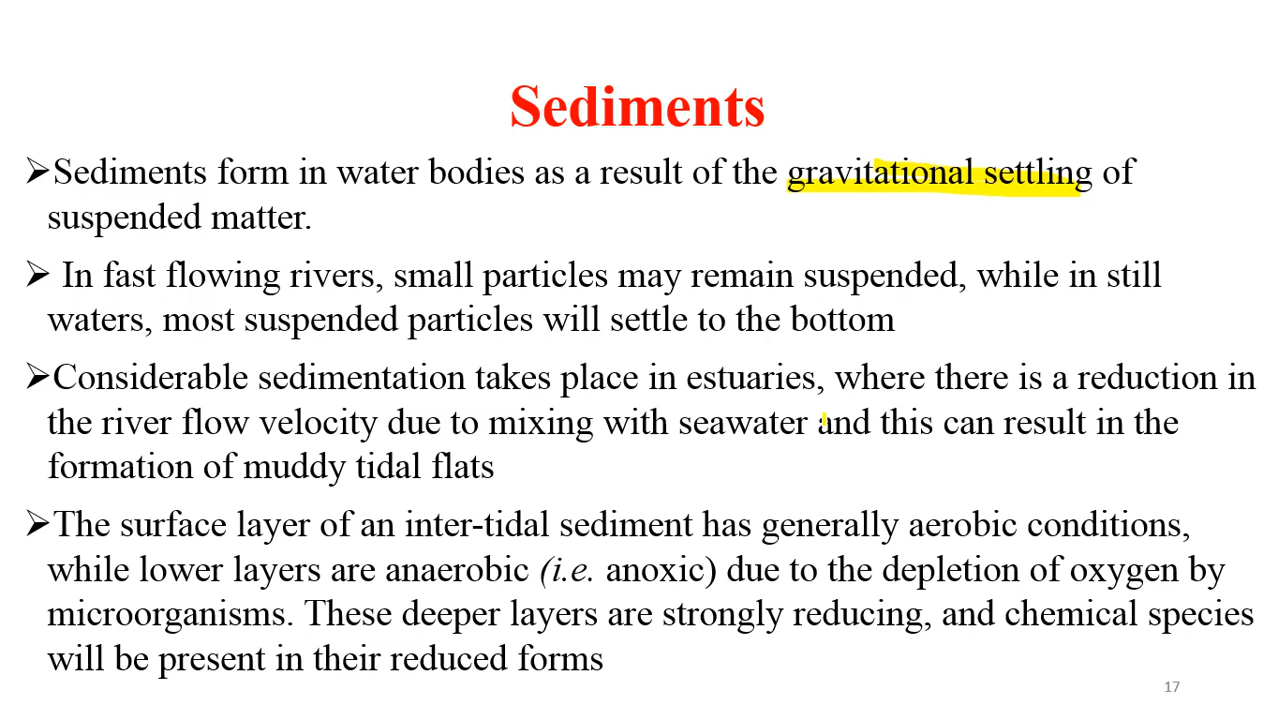 Sediments
➢Sediments form in water bodies as a result of the gravitational settling of
suspended matter.
➢ In fast flowing rivers, small particles may remain suspended, while in still
waters, most suspended particles will settle to the bottom
➢Considerable sedimentation takes place in estuaries, where there is a reduction in
the river flow velocity due to mixing with seawater and this can result in the
formation of muddy tidal flats
➢The surface layer of an inter-tidal sediment has generally aerobic conditions,
while lower layers are anaerobic (i.e. anoxic) due to the depletion of oxygen by
microorganisms. These deeper layers are strongly reducing, and chemical species
will be present in their reduced forms
17